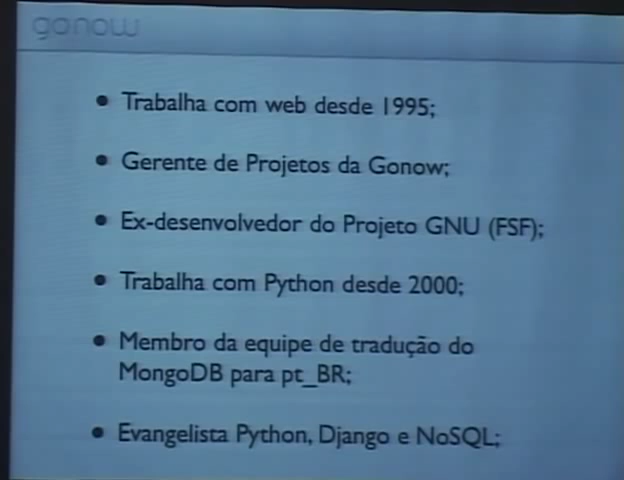 gonow
• Trabalha com web desde 1995;
• Gerente de Projetos da Gonow;
• Ex-desenvolvedor do Projeto GNU (FSF);
• Trabalha com Python desde 2000;
• Membro da equipe de tradução do
MongoDB para pt_BR;
• Evangelista Python, Django e NoSQL;